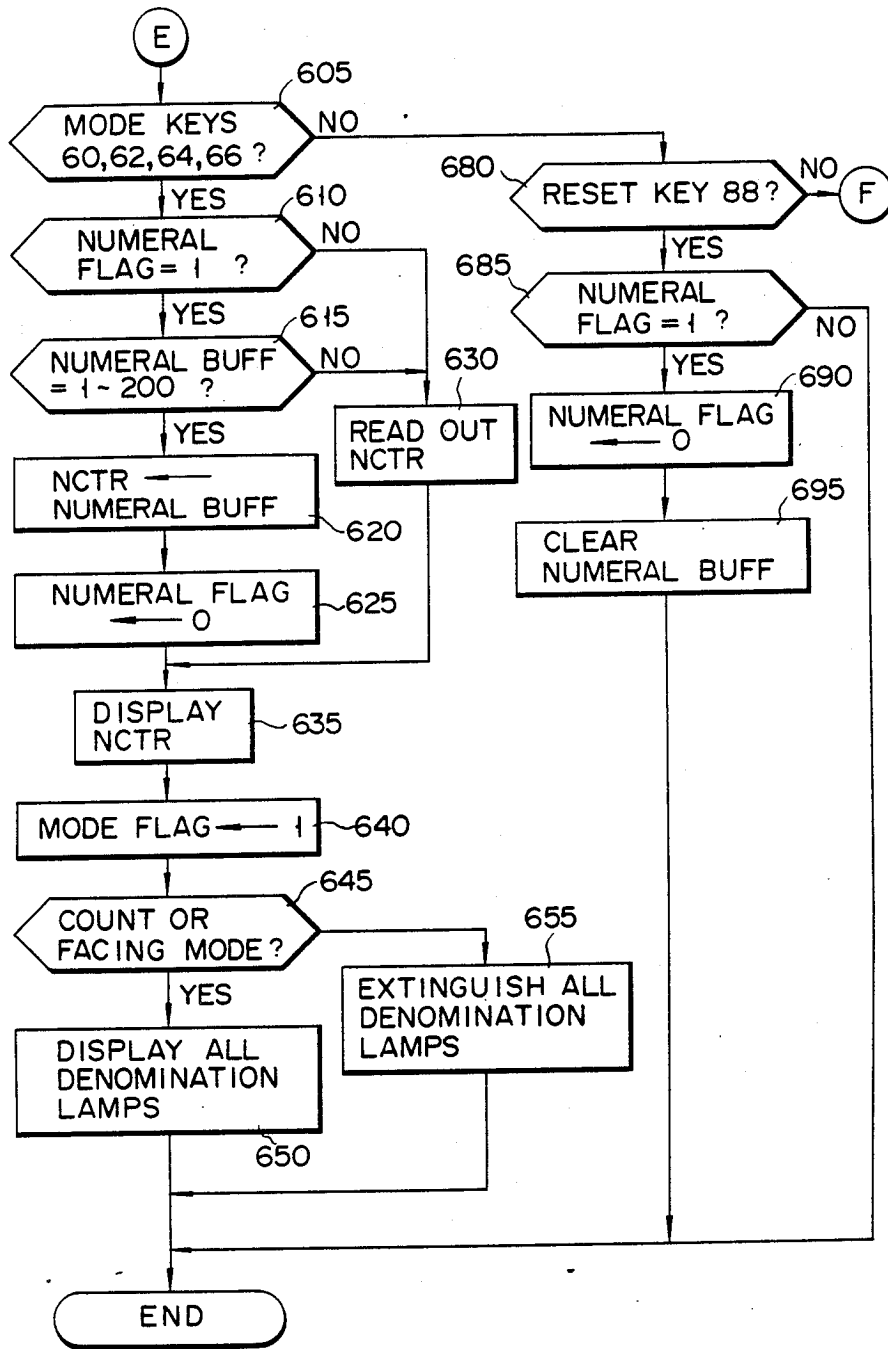 E
605
MODE KEYS
60,62,64,66 ?
NO
YES
610
NUMERAL
FLAG=1 ?
NO
YES
615
NUMERAL BUFF
=1~200 ?
NO
YES
630
READ OUT
NCTR
NCTR ←
NUMERAL BUFF
620
NUMERAL FLAG
← 0
625
DISPLAY
NCTR
635
MODE FLAG ← 1
640
645
COUNT OR
FACING MODE?
YES
655
EXTINGUISH ALL
DENOMINATION
LAMPS
DISPLAY ALL
DENOMINATION
LAMPS
650
END
680
RESET KEY 88?
NO
F
YES
685
NUMERAL
FLAG=1 ?
NO
YES
690
NUMERAL FLAG
← 0
695
CLEAR
NUMERAL BUFF